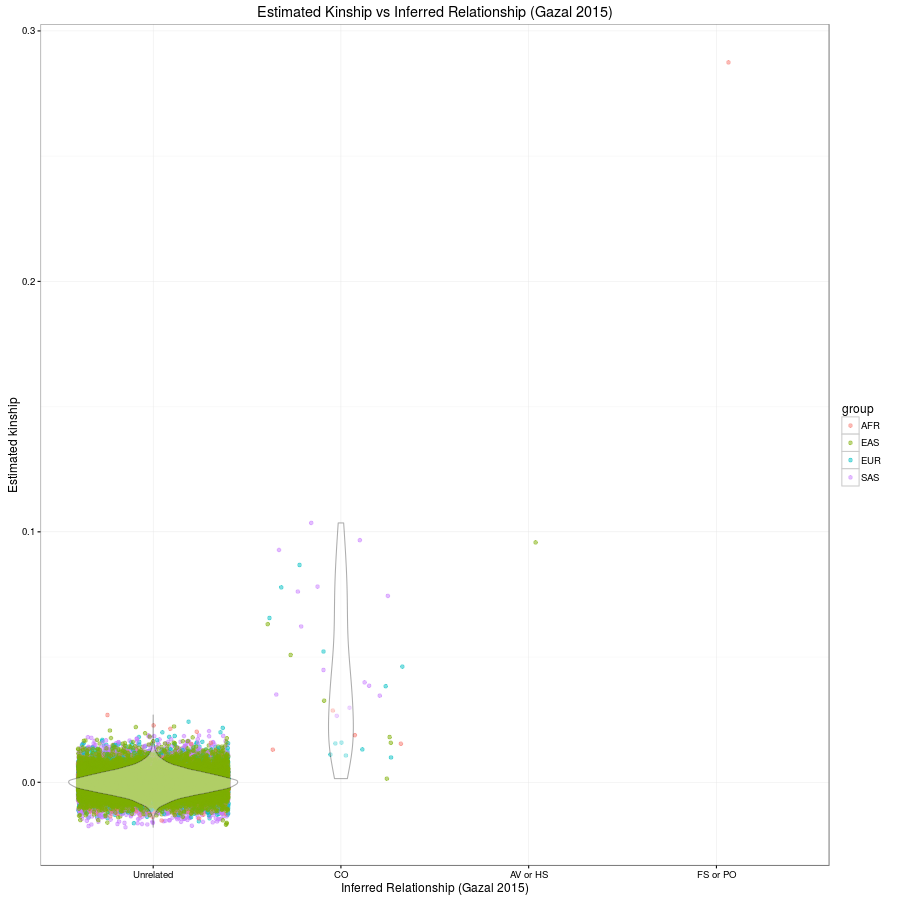 Estimated Kinship vs Inferred Relationship (Gazal 2015)
0.3
0.2
0.1
0.0
Estimated kinship
Unrelated
CO
AV or HS
FS or PO
Inferred Relationship (Gazal 2015)
group
AFR
EAS
EUR
SAS